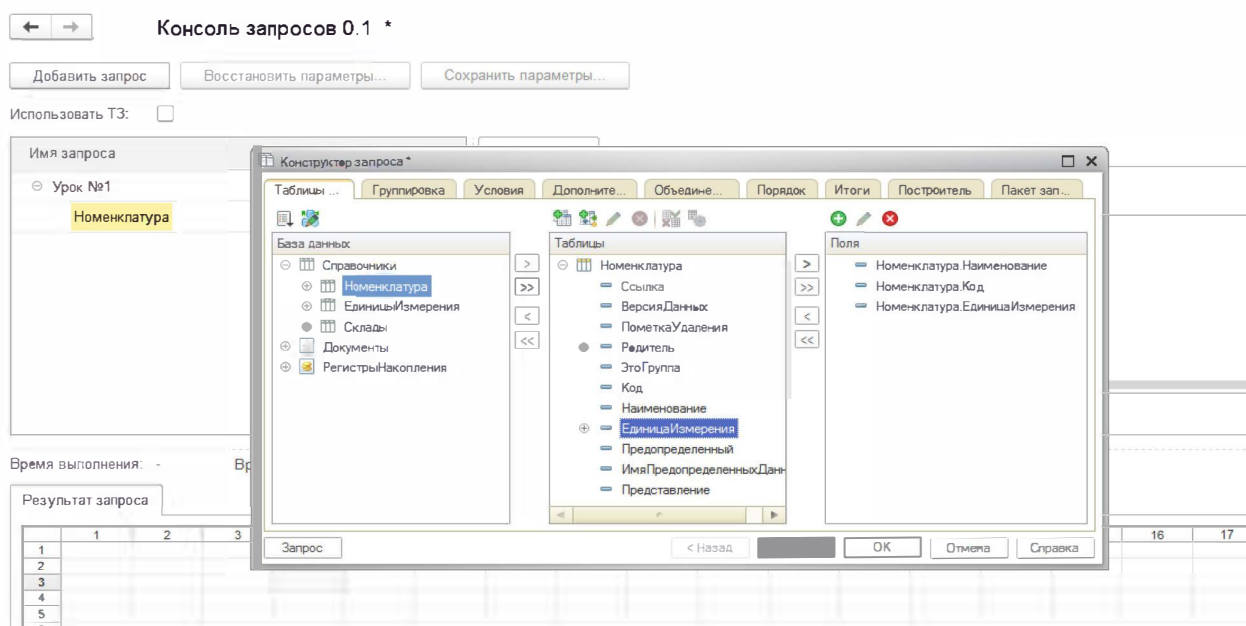 Консоль запросов 0.1 *
Добавить запрос
Восстановить параметры...
Сохранить параметры...
Использовать ТЗ:
Имя запроса
Урок №1
Номенклатура
Конструктор запроса *
Таблицы ...
Группировка
Условия
Дополните...
Объедине...
Порядок
Итоги
Построитель
Пакет зап...
База данных
Справочники
Номенклатура
ЕдиницыИзмерения
Склады
Документы
РегистрыНакопления
>
>>
<
<<
Таблицы
Номенклатура
Ссылка
ВерсияДанных
ПометкаУдаления
Родитель
ЭтоГруппа
Код
Наименование
ЕдиницаИзмерения
Предопределенный
ИмяПредопределенныхДанн
Представление
>
>>
<
<<
Поля
Номенклатура.Наименование
Номенклатура.Код
Номенклатура.ЕдиницаИзмерения
Запрос
< Назад
OK
Отмена
Справка
Время выполнения: -
Вр
Результат запроса
1 2 3 16 17
1
2
3
4
5